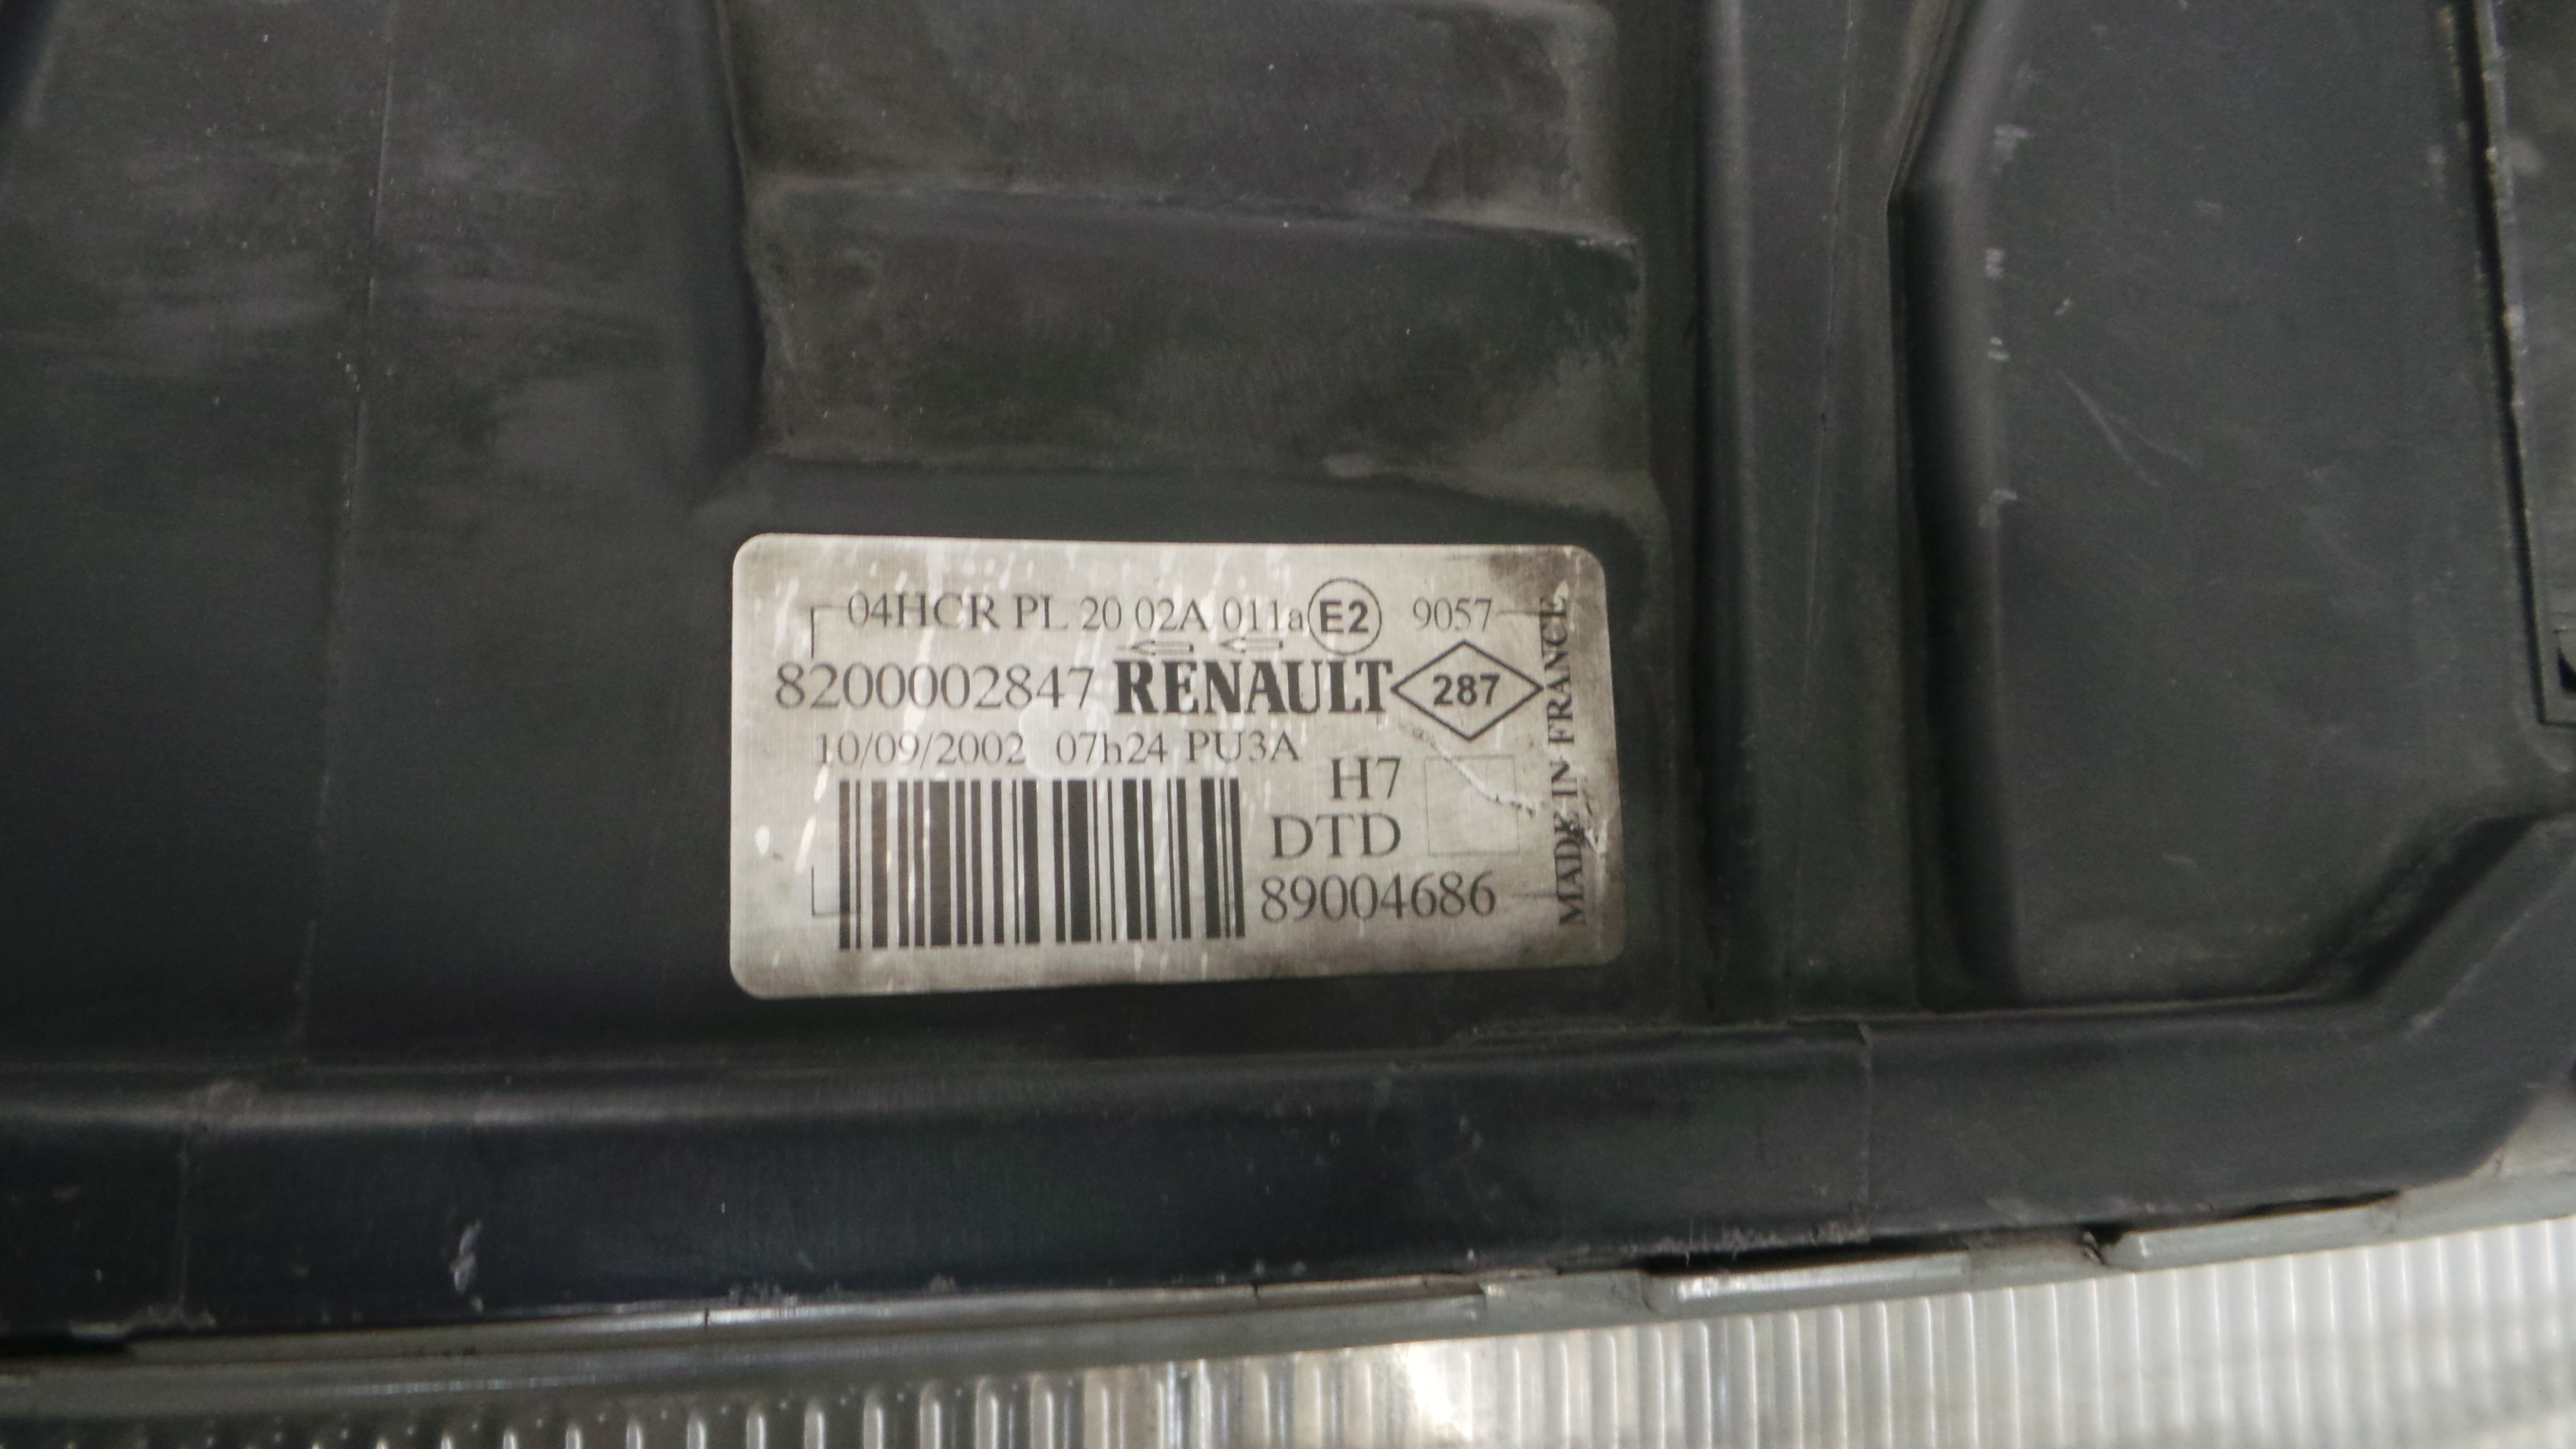 04HCR PL 20 02A 011a E2 9057
8200002847 RENAULT 287
10/09/2002 07h24 PU3A
H7
DTD
89004686
MADE IN FRANCE